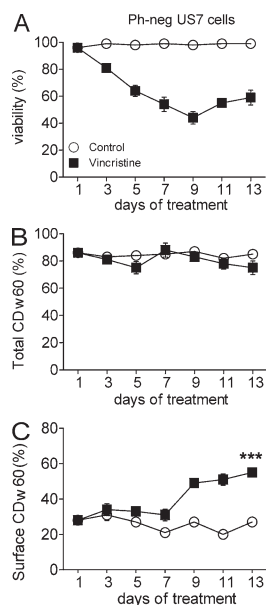 A
Ph-neg US7 cells
viability (%)
100
80
60
40
20
0
Control
Vincristine
1 3 5 7 9 11 13
days of treatment
B
Total CDw60 (%)
100
80
60
40
20
0
1 3 5 7 9 11 13
days of treatment
C
Surface CDw60 (%)
80
60
40
20
0
***
1 3 5 7 9 11 13
days of treatment